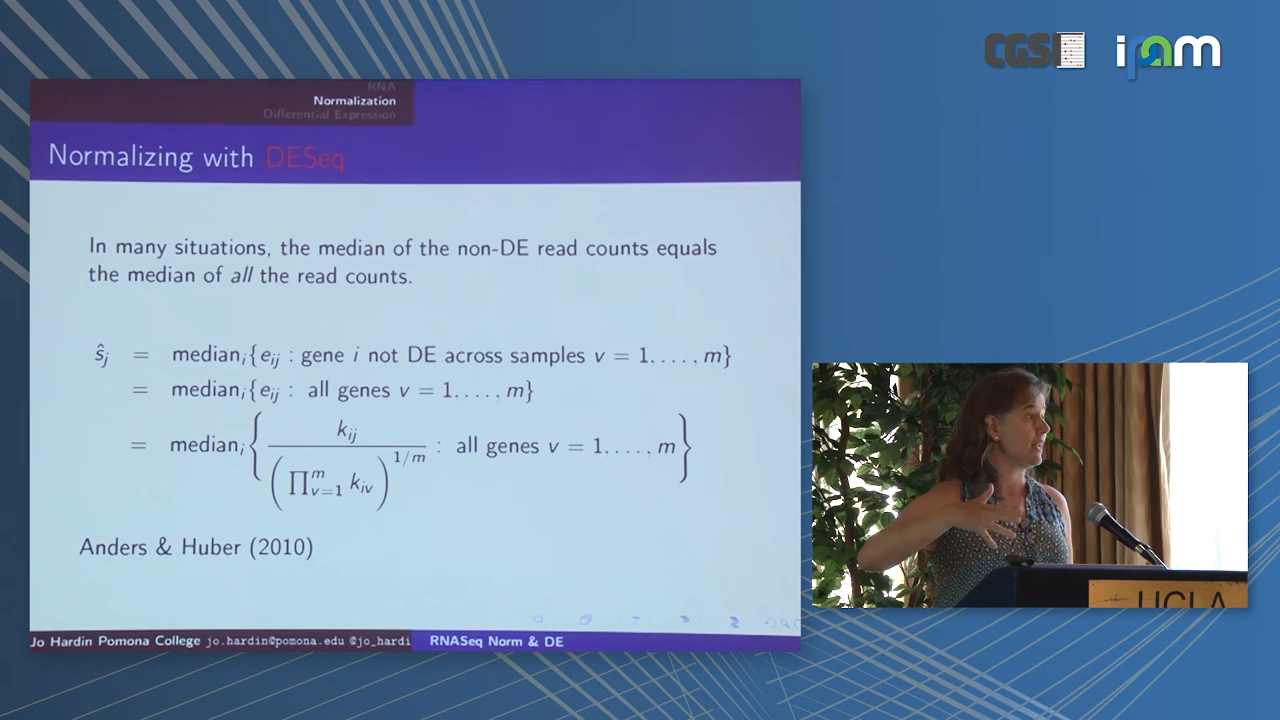 CGSI
ipam
RNA
Normalization
Differential Expression
Normalizing with DESeq
In many situations, the median of the non-DE read counts equals
the median of all the read counts.
ŝ_j = median_i{e_ij : gene i not DE across samples v = 1, . . . , m}
= median_i{e_ij : all genes v = 1, . . . , m}
= median_i { k_ij / (∏_{v=1}^m k_iv)^{1/m} : all genes v = 1, . . . , m }
Anders & Huber (2010)
Jo Hardin Pomona College jo.hardin@pomona.edu @jo_hardi RNASeq Norm & DE
UCLA